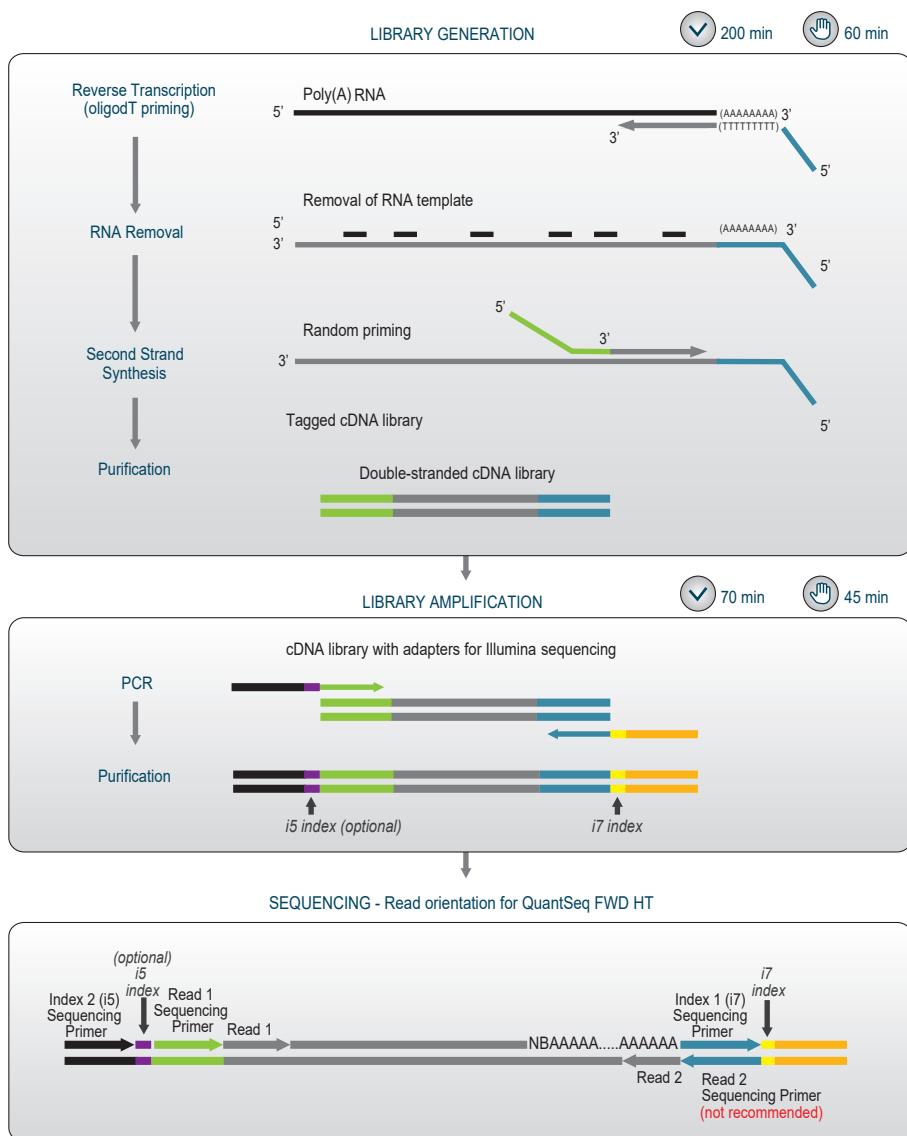 LIBRARY GENERATION
200 min
60 min
Reverse Transcription
(oligodT priming)
Poly(A) RNA
5’
(AAAAAAAA)
3’
3’
(TTTTTTTTT)
5’
Removal of RNA template
5’
RNA Removal
3’
(AAAAAAAA)
3’
5’
5’
Random priming
3’
Second Strand
Synthesis
3’
5’
Tagged cDNA library
Purification
Double-stranded cDNA library
LIBRARY AMPLIFICATION
70 min
45 min
cDNA library with adapters for Illumina sequencing
PCR
Purification
i5 index (optional)
i7 index
SEQUENCING - Read orientation for QuantSeq FWD HT
(optional)
i5
index
Index 2 (i5)
Sequencing
Primer
Read 1
Sequencing
Primer
Read 1
NBAAAAA.....AAAAAA
Index 1 (i7)
Sequencing
Primer
i7
index
Read 2
Read 2
Sequencing Primer
(not recommended)